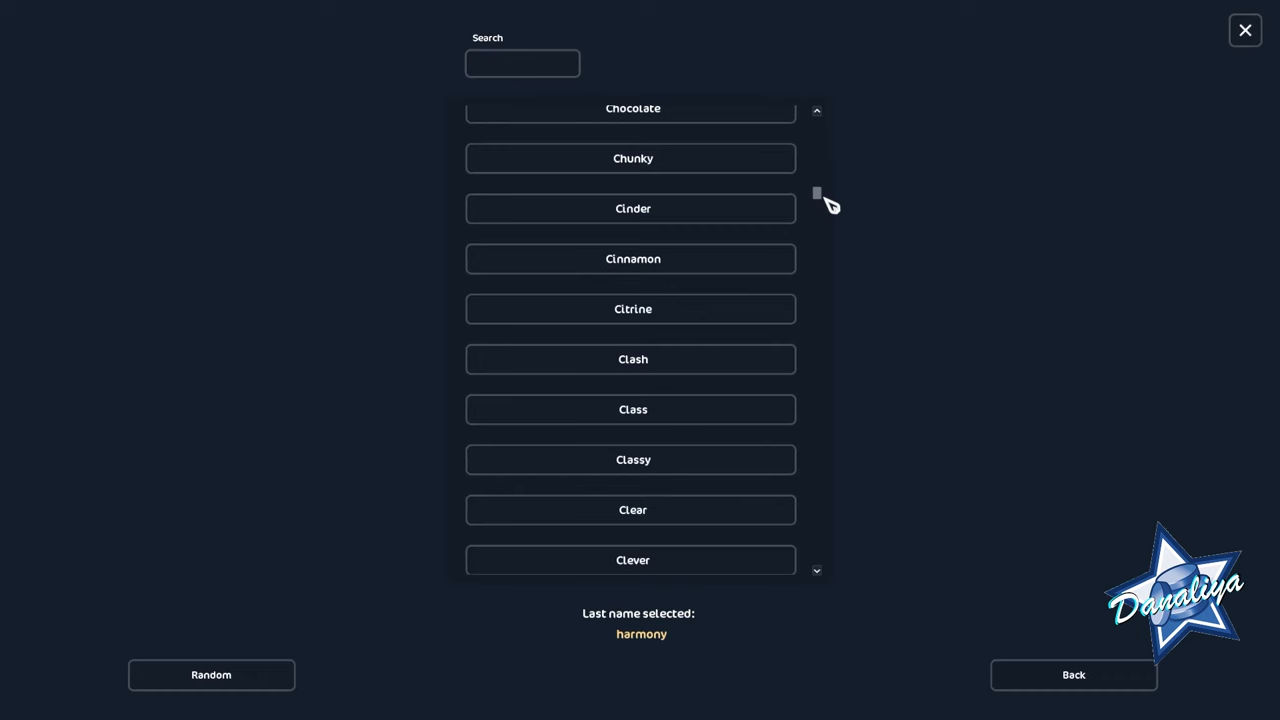 Search
Chocolate
Chunky
Cinder
Cinnamon
Citrine
Clash
Class
Classy
Clear
Clever
Last name selected:
harmony
Random
Back
Danaliya